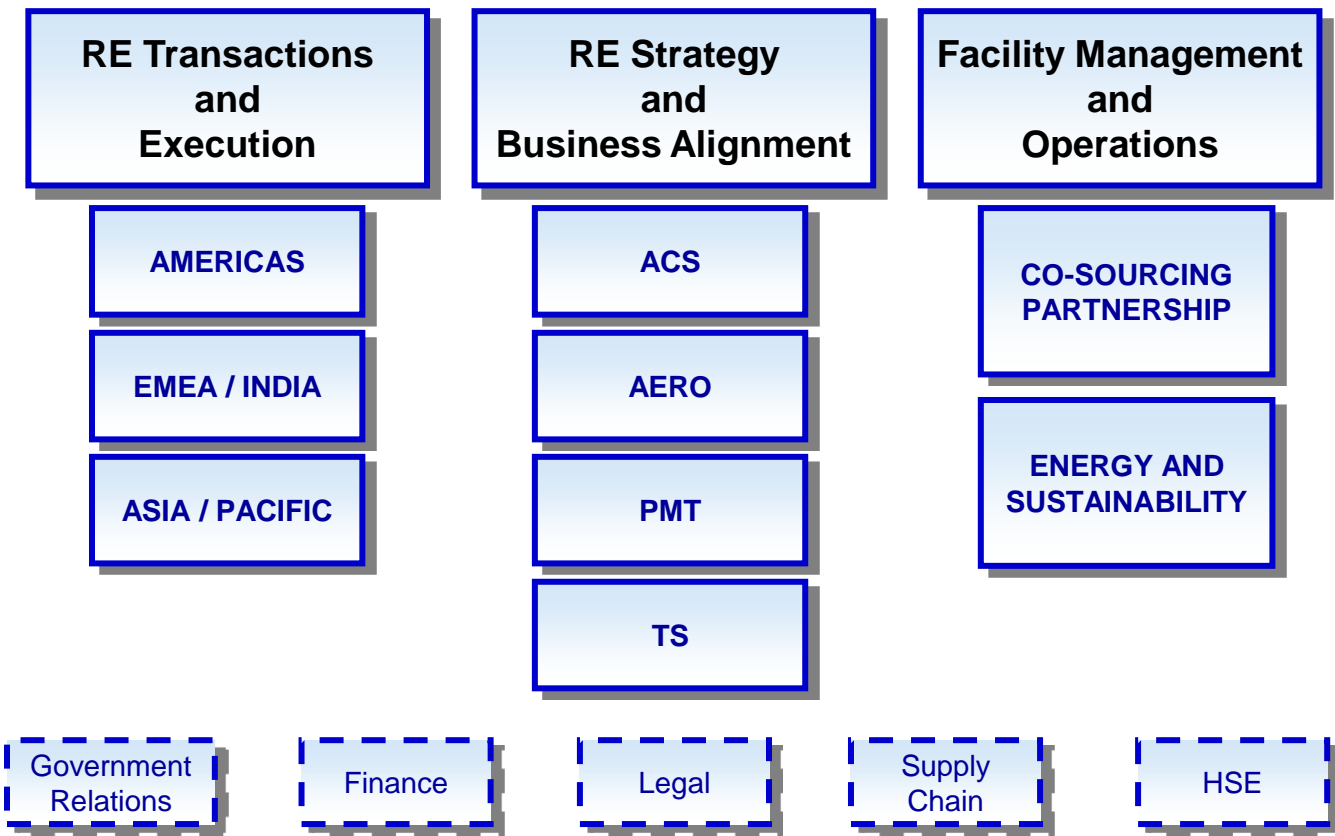 RE Transactions
and
Execution
RE Strategy
and
Business Alignment
Facility Management
and
Operations
AMERICAS
EMEA / INDIA
ASIA / PACIFIC
ACS
AERO
PMT
TS
CO-SOURCING
PARTNERSHIP
ENERGY AND
SUSTAINABILITY
Government
Relations
Finance
Legal
Supply
Chain
HSE